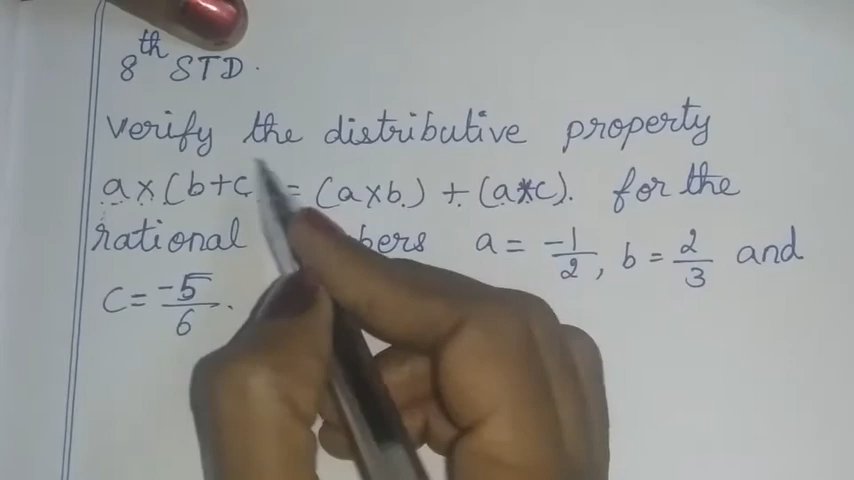 8th STD.
verify the distributive property
a × (b+c = (a×b) + (a*c). for the
rational a = -1/2, b = 2/3 and
C = -5/6.